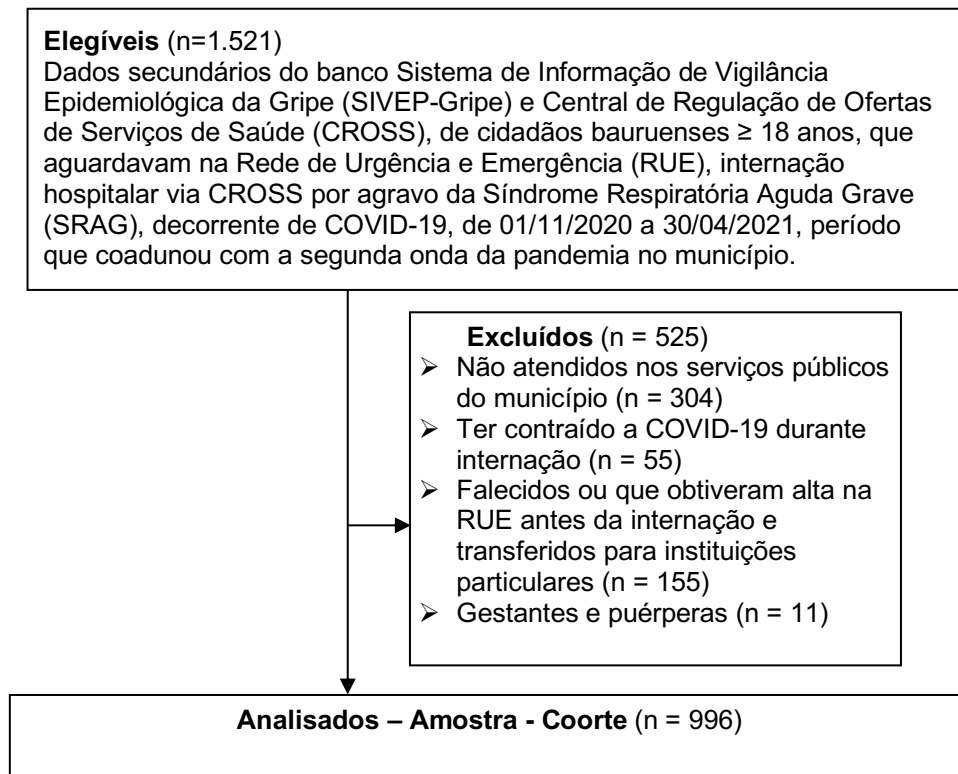 Elegíveis (n=1.521)
Dados secundários do banco Sistema de Informação de Vigilância
Epidemiológica da Gripe (SIVEP-Gripe) e Central de Regulação de Ofertas
de Serviços de Saúde (CROSS), de cidadãos bauruenses ≥ 18 anos, que
aguardavam na Rede de Urgência e Emergência (RUE), internação
hospitalar via CROSS por agravo da Síndrome Respiratória Aguda Grave
(SRAG), decorrente de COVID-19, de 01/11/2020 a 30/04/2021, período
que coadunou com a segunda onda da pandemia no município.
Excluídos (n = 525)
➢ Não atendidos nos serviços públicos
do município (n = 304)
➢ Ter contraído a COVID-19 durante
internação (n = 55)
➢ Falecidos ou que obtiveram alta na
RUE antes da internação e
transferidos para instituições
particulares (n = 155)
➢ Gestantes e puérperas (n = 11)
Analisados – Amostra - Coorte (n = 996)